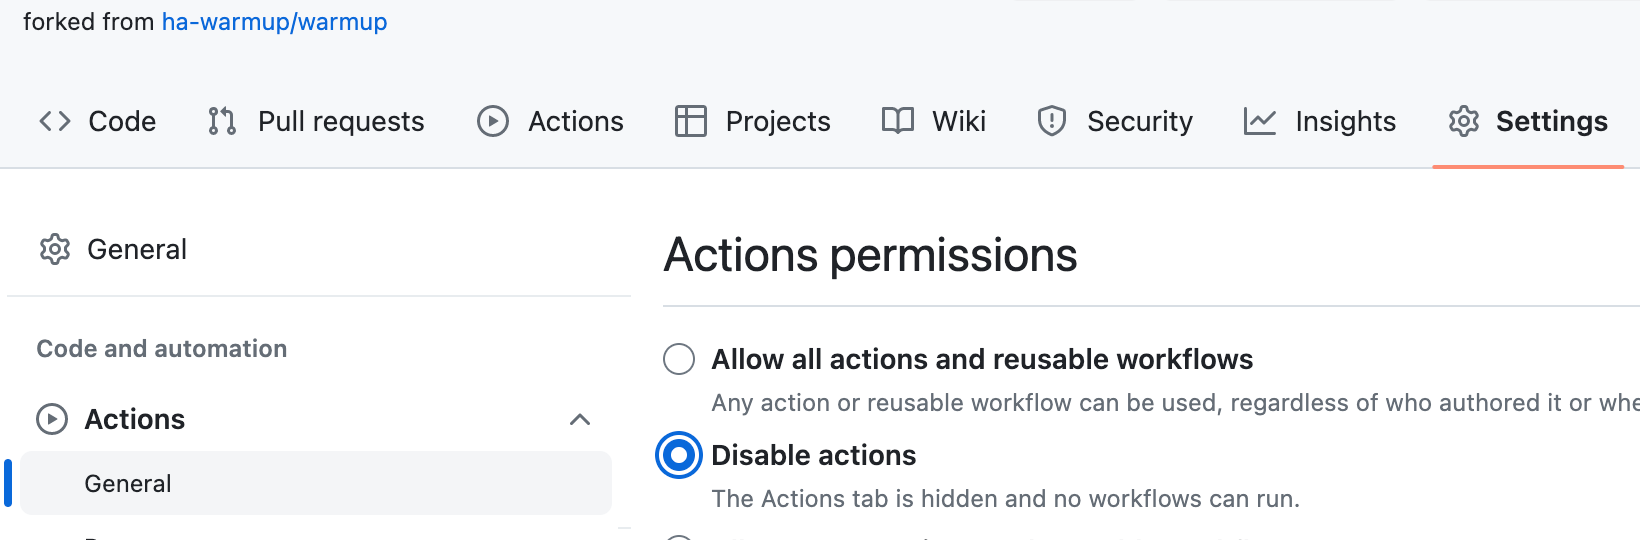 forked from ha-warmup/warmup
Code Pull requests Actions Projects Wiki Security Insights Settings
General
Actions permissions
Code and automation
Allow all actions and reusable workflows
Any action or reusable workflow can be used, regardless of who authored it or
Actions
Disable actions
General
The Actions tab is hidden and no workflows can run.